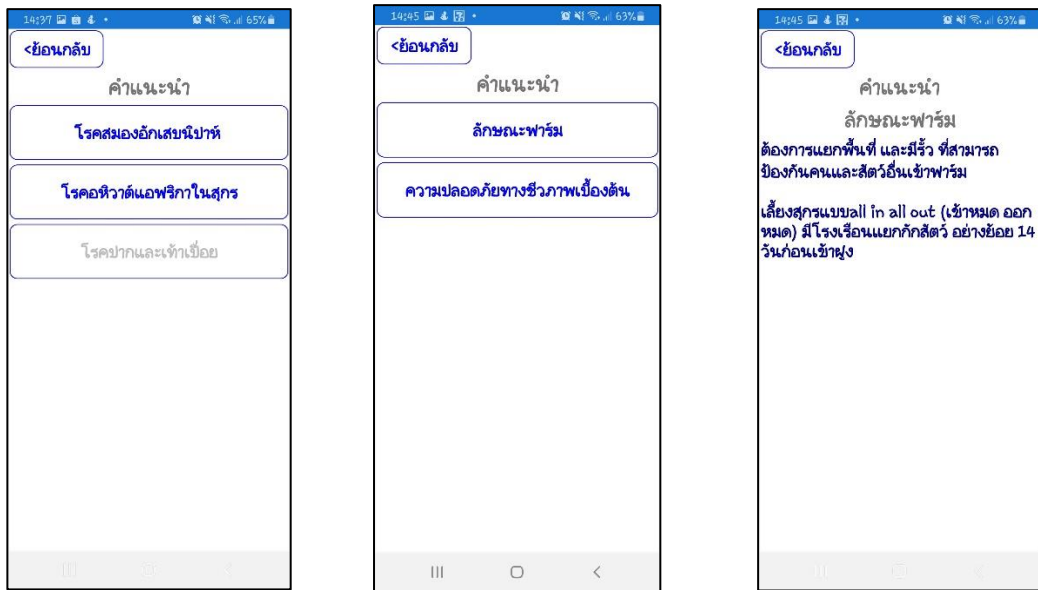 14:37
65%
<ย้อนกลับ
คำแนะนำ
โรคสมองอักเสบนิปาห์
โรคอหิวาต์แอฟริกาในสุกร
โรคปากและเท้าเปื่อย
14:45
63%
<ย้อนกลับ
คำแนะนำ
ลักษณะฟาร์ม
ความปลอดภัยทางชีวภาพเบื้องต้น
14:45
63%
<ย้อนกลับ
คำแนะนำ
ลักษณะฟาร์ม
ต้องการแยกพื้นที่ และมีรั้ว ที่สามารถ
ป้องกันคนและสัตว์อื่นเข้าฟาร์ม
เลี้ยงสุกรแบบall in all out (เข้าหมด ออก
หมด) มีโรงเรือนแยกกักสัตว์ อย่างย้อย 14
วันก่อนเข้าฝูง